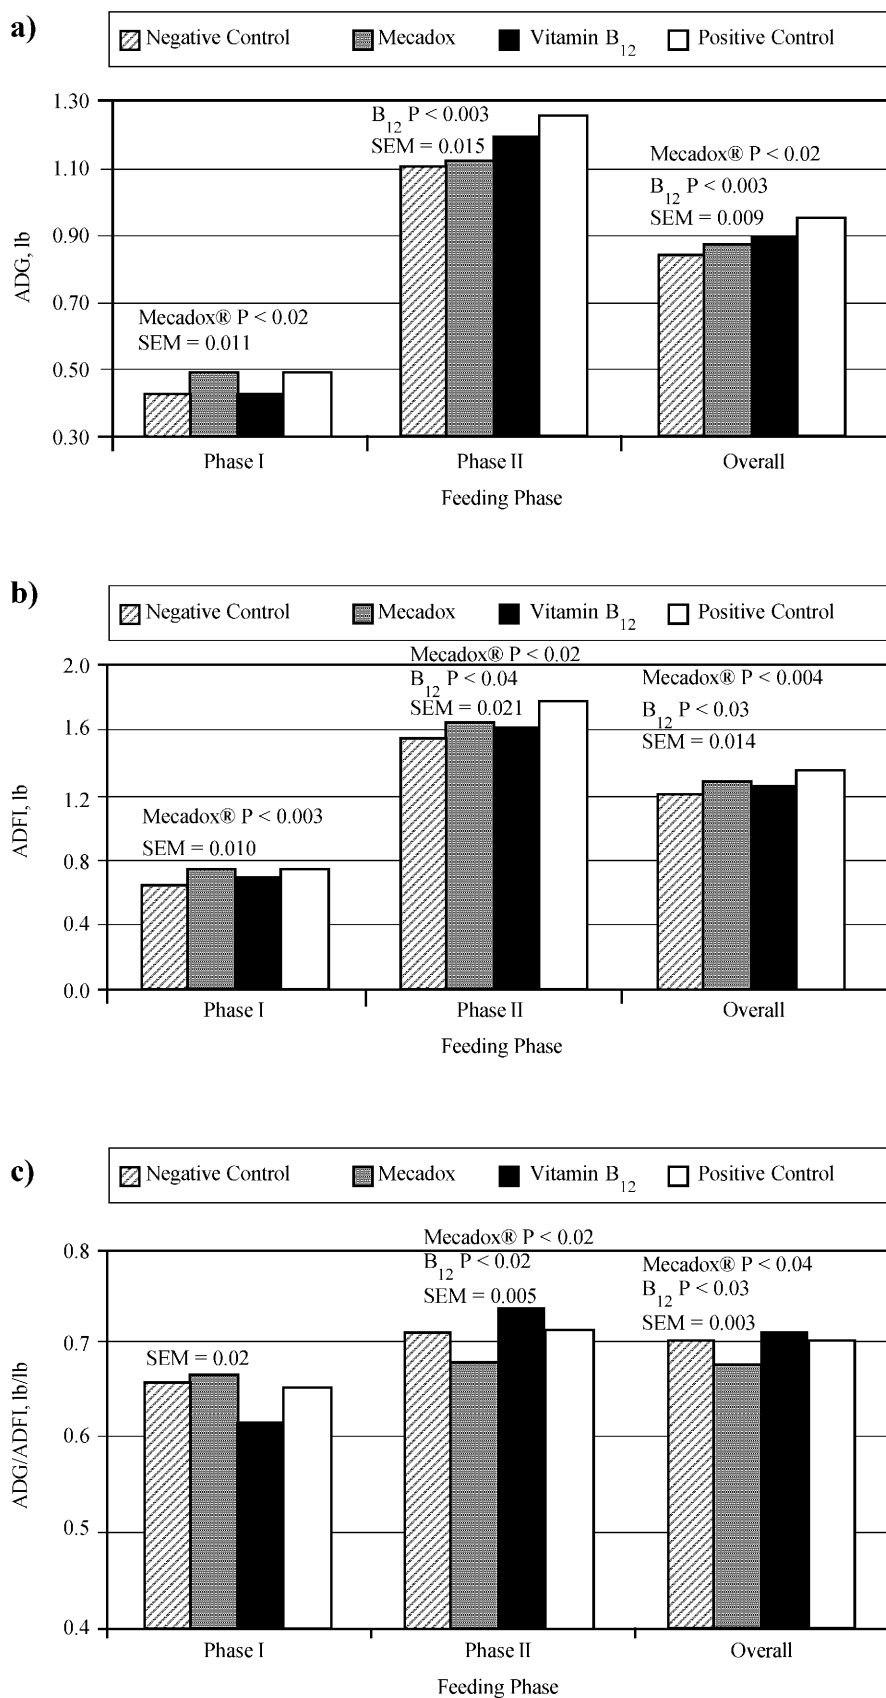 a)
Negative Control Mecadox Vitamin B12 Positive Control
1.30
1.10
0.90
0.70
0.50
0.30
ADG, lb
Mecadox® P < 0.02
SEM = 0.011
B12 P < 0.003
SEM = 0.015
Mecadox® P < 0.02
B12 P < 0.003
SEM = 0.009
Phase I Phase II Overall
Feeding Phase
b)
Negative Control Mecadox Vitamin B12 Positive Control
2.0
1.6
1.2
0.8
0.4
0.0
ADFI, lb
Mecadox® P < 0.003
SEM = 0.010
Mecadox® P < 0.02
B12 P < 0.04
SEM = 0.021
Mecadox® P < 0.004
B12 P < 0.03
SEM = 0.014
Phase I Phase II Overall
Feeding Phase
c)
Negative Control Mecadox Vitamin B12 Positive Control
0.8
0.7
0.6
0.5
0.4
ADG/ADFI, lb/lb
SEM = 0.02
Mecadox® P < 0.02
B12 P < 0.02
SEM = 0.005
Mecadox® P < 0.04
B12 P < 0.03
SEM = 0.003
Phase I Phase II Overall
Feeding Phase